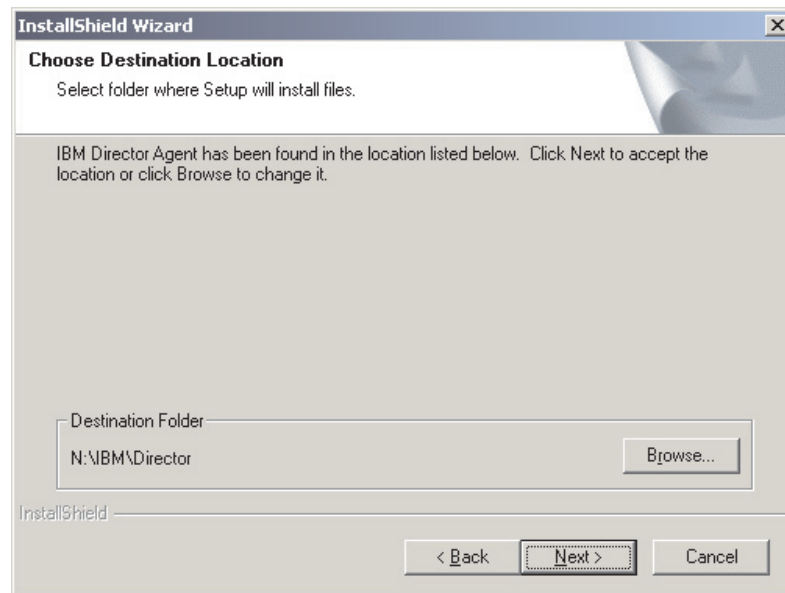 InstallShield Wizard
Choose Destination Location
Select folder where Setup will install files.
IBM Director Agent has been found in the location listed below. Click Next to accept the
location or click Browse to change it.
Destination Folder
N:\IBM\Director
Browse...
InstallShield
< Back
Next >
Cancel